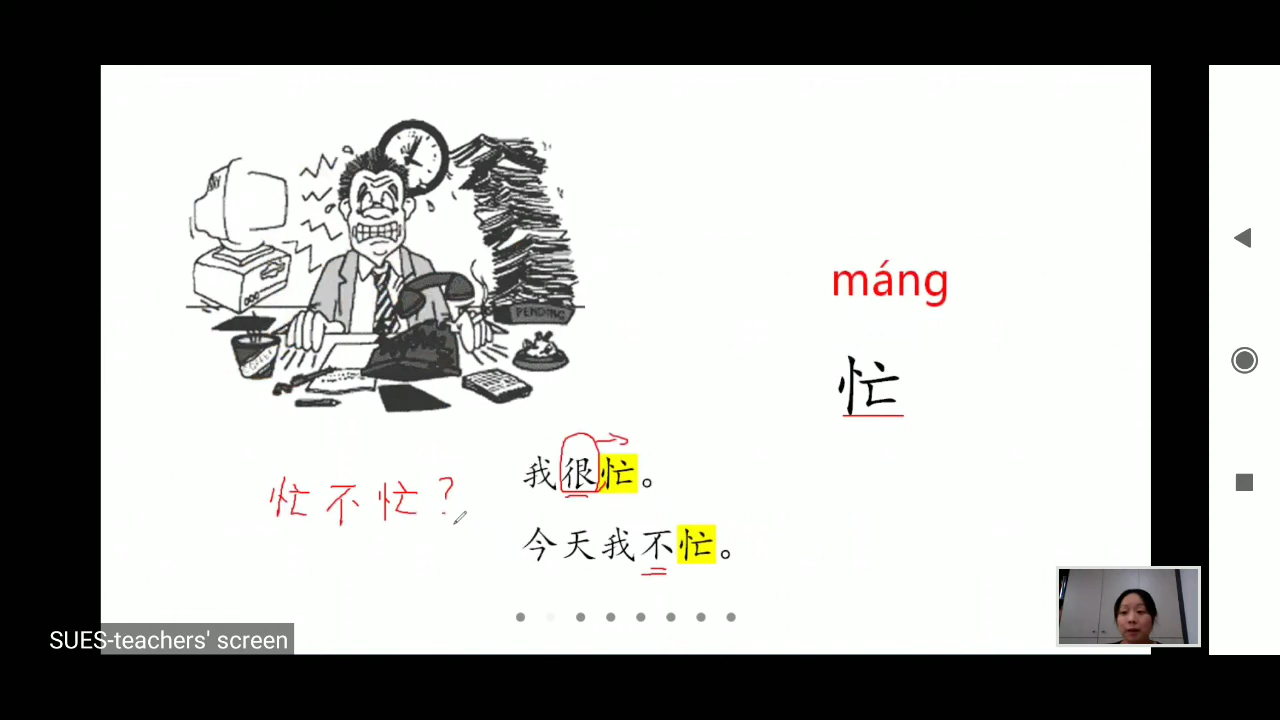 PENDING
máng
忙
我很忙。
忙不忙？
今天我不忙。
SUES-teachers' screen